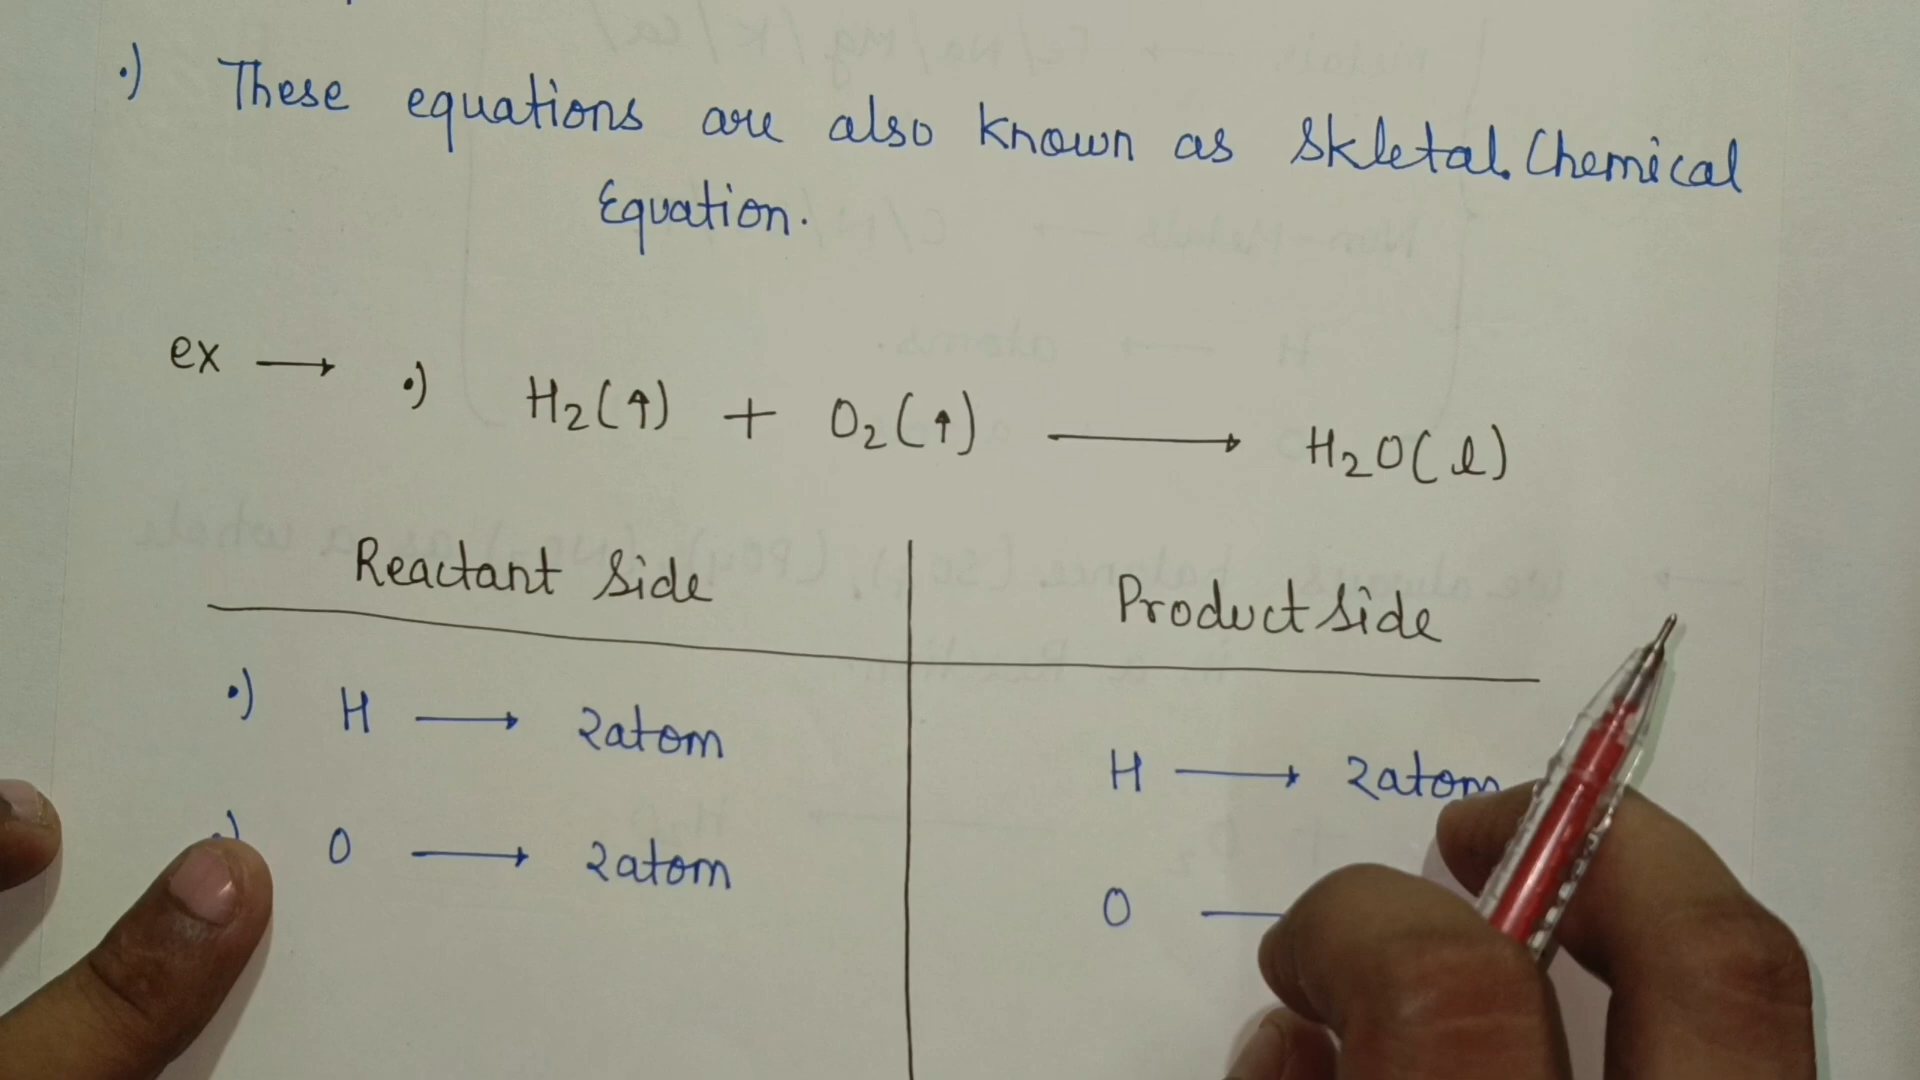 .) These equations are also known as Skletal Chemical
Equation.
ex → .) H₂(↑) + O₂(↑) → H₂O(l)
Reactant Side Product Side
.) H → 2atom H → 2atom
.) O → 2atom O →